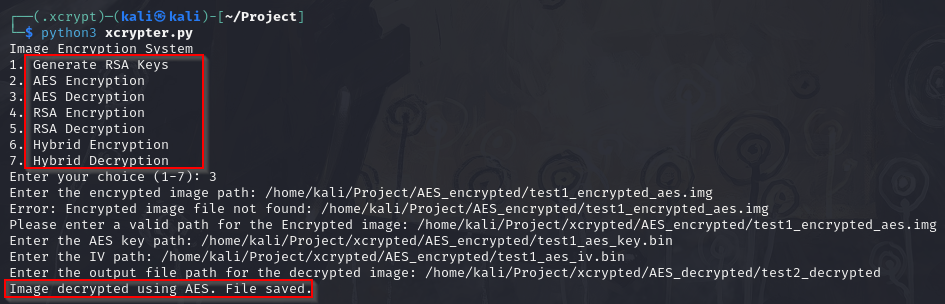 ┌──(.xcrypt)─(kali㉿kali)-[~/Project]
└─$ python3 xcrypter.py
Image Encryption System
1. Generate RSA Keys
2. AES Encryption
3. AES Decryption
4. RSA Encryption
5. RSA Decryption
6. Hybrid Encryption
7. Hybrid Decryption
Enter your choice (1-7): 3
Enter the encrypted image path: /home/kali/Project/AES_encrypted/test1_encrypted_aes.img
Error: Encrypted image file not found: /home/kali/Project/AES_encrypted/test1_encrypted_aes.img
Please enter a valid path for the Encrypted image: /home/kali/Project/xcrypted/AES_encrypted/test1_encrypted_aes.img
Enter the AES key path: /home/kali/Project/xcrypted/AES_encrypted/test1_aes_key.bin
Enter the IV path: /home/kali/Project/xcrypted/AES_encrypted/test1_aes_iv.bin
Enter the output file path for the decrypted image: /home/kali/Project/xcrypted/AES_decrypted/test2_decrypted
Image decrypted using AES. File saved.